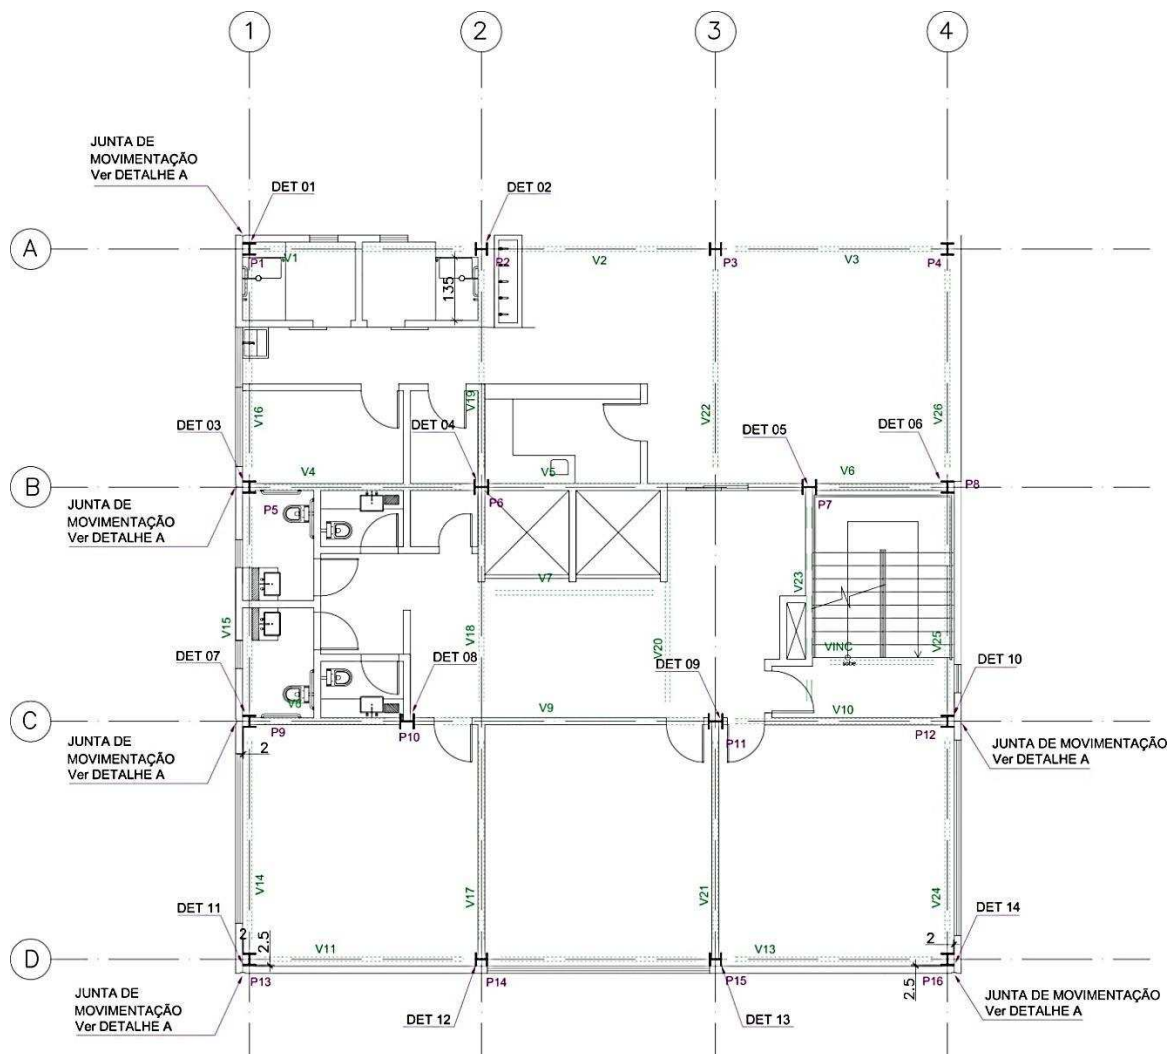 1 2 3 4
JUNTA DE
MOVIMENTAÇÃO
Ver DETALHE A
DET 01
DET 02
A
P1
V1
P2
V2
P3
V3
P4
135
V16
V19
V22
V26
DET 03
DET 04
DET 05
DET 06
B
V4
V5
V6
P5
P6
P7
P8
JUNTA DE
MOVIMENTAÇÃO
Ver DETALHE A
V7
V23
V15
V18
V20
VINC
sobe
V25
DET 07
DET 08
DET 09
DET 10
V8
V9
V10
C
P9
P10
P11
P12
JUNTA DE
MOVIMENTAÇÃO
Ver DETALHE A
2
JUNTA DE MOVIMENTAÇÃO
Ver DETALHE A
V14
V17
V21
V24
DET 11
DET 14
2
2.5
V11
V13
2
D
P13
P14
P15
2.5
P16
JUNTA DE
MOVIMENTAÇÃO
Ver DETALHE A
DET 12
DET 13
JUNTA DE MOVIMENTAÇÃO
Ver DETALHE A